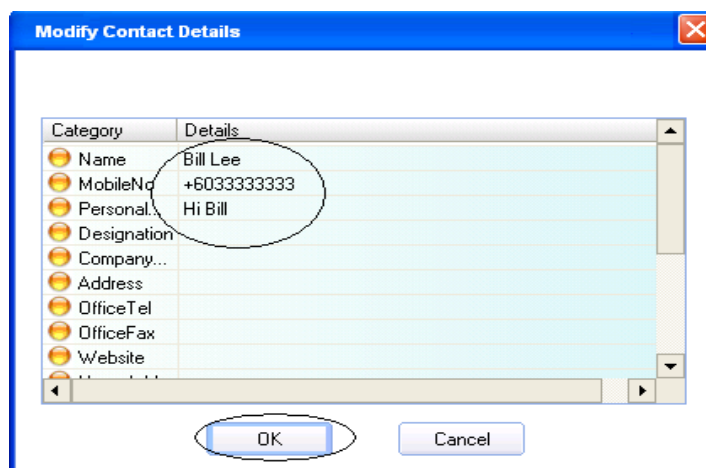 Modify Contact Details
Category Details
Name Bill Lee
MobileNo +6033333333
Personal... Hi Bill
Designation
Company...
Address
OfficeTel
OfficeFax
Website
OK Cancel